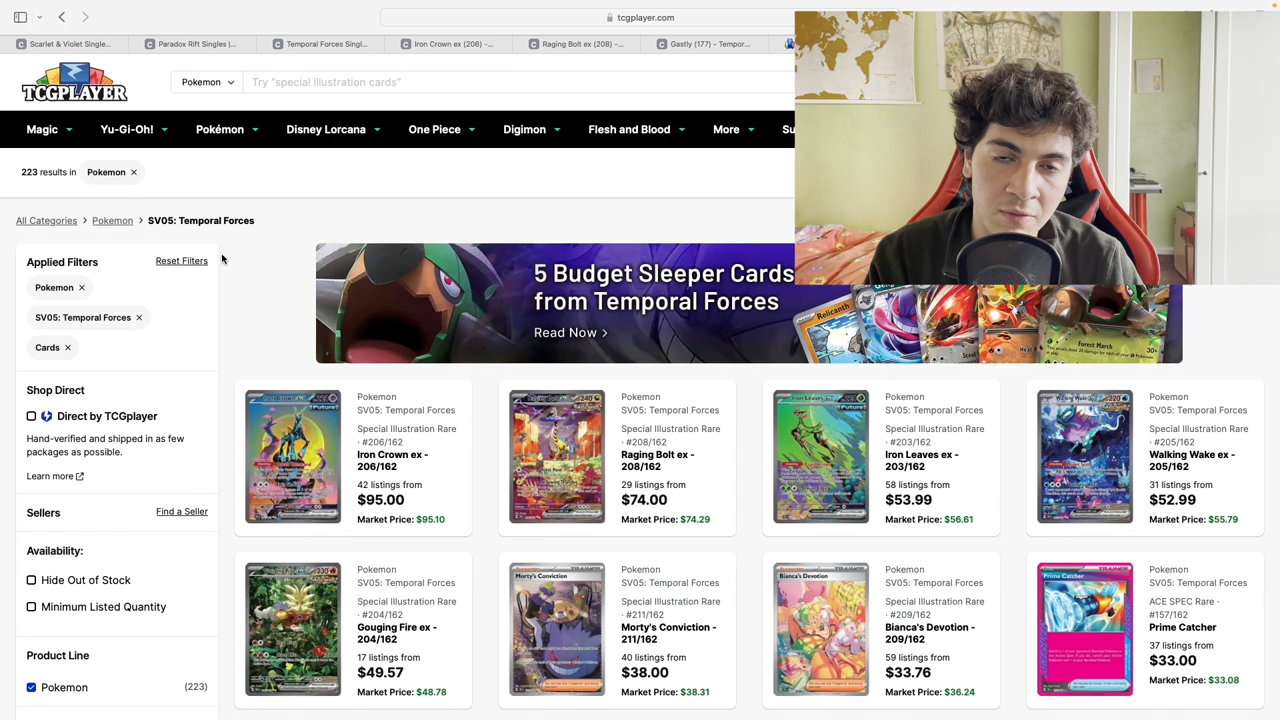 tcgplayer.com
Scarlet & Violet Single...
Paradox Rift Singles |...
Temporal Forces Singl...
Iron Crown ex (206) -...
Raging Bolt ex (208) -...
Gastly (177) - Tempor...
TCGPLAYER
Pokemon
Try "special illustration cards"
Magic
Yu-Gi-Oh!
Pokémon
Disney Lorcana
One Piece
Digimon
Flesh and Blood
More
Su
223 results in
Pokemon ×
All Categories > Pokemon > SV05: Temporal Forces
Applied Filters
Reset Filters
Pokemon ×
SV05: Temporal Forces ×
Cards ×
Shop Direct
Direct by TCGplayer
Hand-verified and shipped in as few
packages as possible.
Learn more
Sellers
Find a Seller
Availability:
Hide Out of Stock
Minimum Listed Quantity
Product Line
Pokemon
(223)
5 Budget Sleeper Cards
from Temporal Forces
Read Now >
Relicanth
Forest March
30+
Pokemon
SV05: Temporal Forces
Special Illustration Rare
· #206/162
Iron Crown ex -
206/162
42 listings from
$95.00
Market Price: $95.10
Pokemon
SV05: Temporal Forces
Special Illustration Rare
· #208/162
Raging Bolt ex -
208/162
29 listings from
$74.00
Market Price: $74.29
Pokemon
SV05: Temporal Forces
Special Illustration Rare
· #203/162
Iron Leaves ex -
203/162
58 listings from
$53.99
Market Price: $56.61
Pokemon
SV05: Temporal Forces
Special Illustration Rare
· #205/162
Walking Wake ex -
205/162
31 listings from
$52.99
Market Price: $55.79
Pokemon
SV05: Temporal Forces
Special Illustration Rare
· #204/162
Gouging Fire ex -
204/162
17 listings from
$49.57
Market Price: $48.78
Morty's Conviction
Pokemon
SV05: Temporal Forces
Special Illustration Rare
· #211/162
Morty's Conviction -
211/162
40 listings from
$38.00
Market Price: $38.31
Bianca's Devotion
Pokemon
SV05: Temporal Forces
Special Illustration Rare
· #209/162
Bianca's Devotion -
209/162
59 listings from
$33.76
Market Price: $36.24
Prime Catcher
Pokemon
SV05: Temporal Forces
ACE SPEC Rare ·
#157/162
Prime Catcher
37 listings from
$33.00
Market Price: $33.08